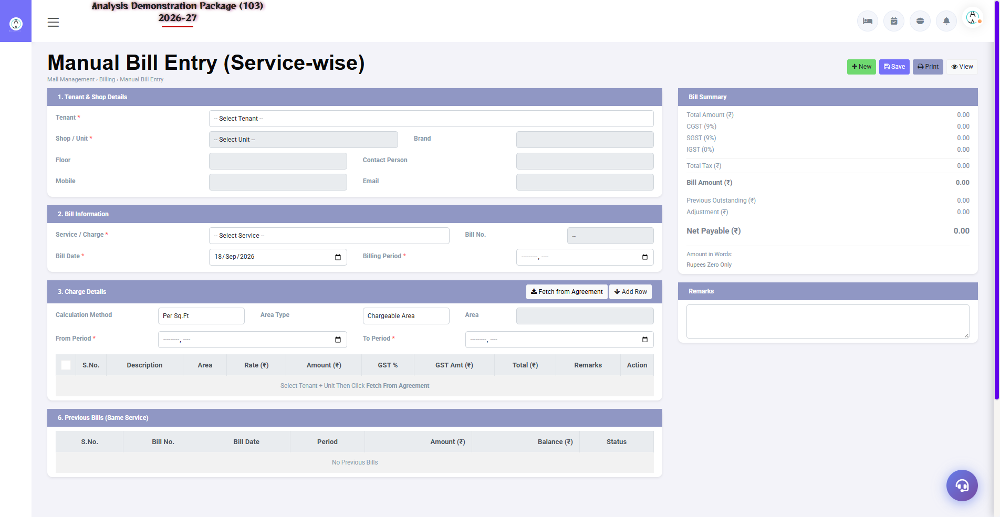 Analysis Demonstration Package (103)
2026-27
Manual Bill Entry (Service-wise)
Mall Management › Billing › Manual Bill Entry
New
Save
Print
View
1. Tenant & Shop Details
Tenant *
-- Select Tenant --
Shop / Unit *
-- Select Unit --
Brand
Floor
Contact Person
Mobile
Email
2. Bill Information
Service / Charge *
-- Select Service --
Bill No.
--
Bill Date *
18/Sep/2026
Billing Period *
---------, ----
3. Charge Details
Fetch from Agreement
Add Row
Calculation Method
Per Sq.Ft
Area Type
Chargeable Area
Area
From Period *
---------, ----
To Period *
---------, ----
S.No. Description Area Rate (₹) Amount (₹) GST % GST Amt (₹) Total (₹) Remarks Action
Select Tenant + Unit Then Click Fetch From Agreement
6. Previous Bills (Same Service)
S.No. Bill No. Bill Date Period Amount (₹) Balance (₹) Status
No Previous Bills
Bill Summary
Total Amount (₹) 0.00
CGST (9%) 0.00
SGST (9%) 0.00
IGST (0%) 0.00
Total Tax (₹) 0.00
Bill Amount (₹) 0.00
Previous Outstanding (₹) 0.00
Adjustment (₹) 0.00
Net Payable (₹) 0.00
Amount in Words:
Rupees Zero Only
Remarks